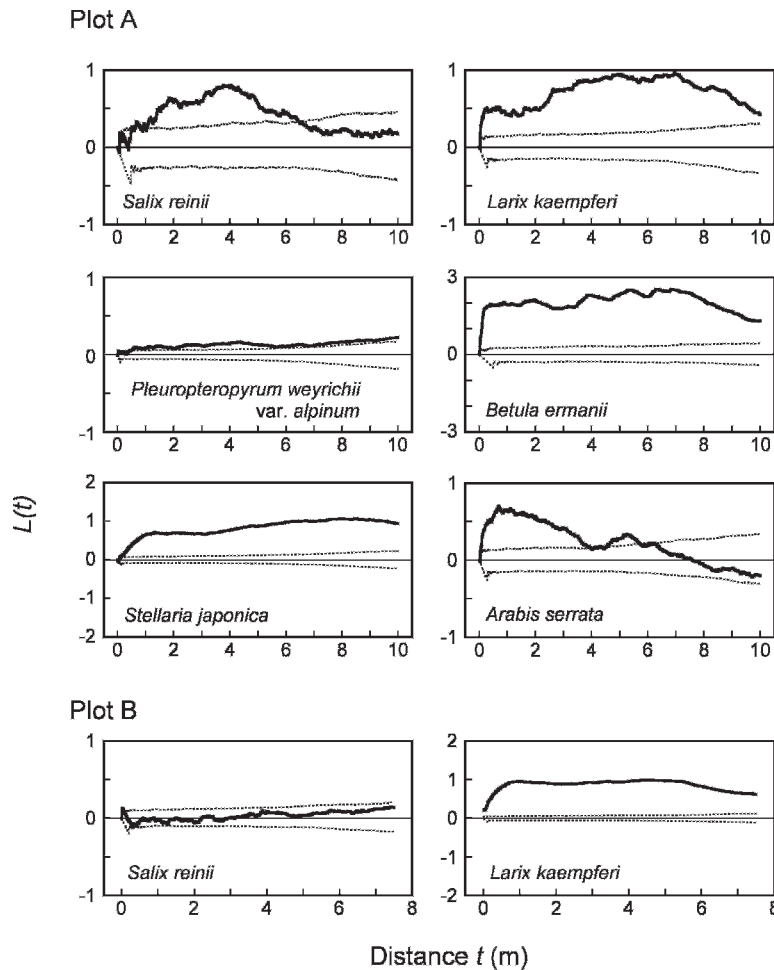 Plot A
1
0
-1
0 2 4 6 8 10
Salix reinii
1
0
-1
0 2 4 6 8 10
Larix kaempferi
1
0
-1
0 2 4 6 8 10
Pleuropteropyrum weyrichii
var. alpinum
3
0
-3
0 2 4 6 8 10
Betula ermanii
L(t)
2
1
0
-1
-2
0 2 4 6 8 10
Stellaria japonica
1
0
-1
0 2 4 6 8 10
Arabis serrata
Plot B
1
0
-1
0 2 4 6 8
Salix reinii
2
1
0
-1
-2
0 2 4 6 8
Larix kaempferi
Distance t (m)